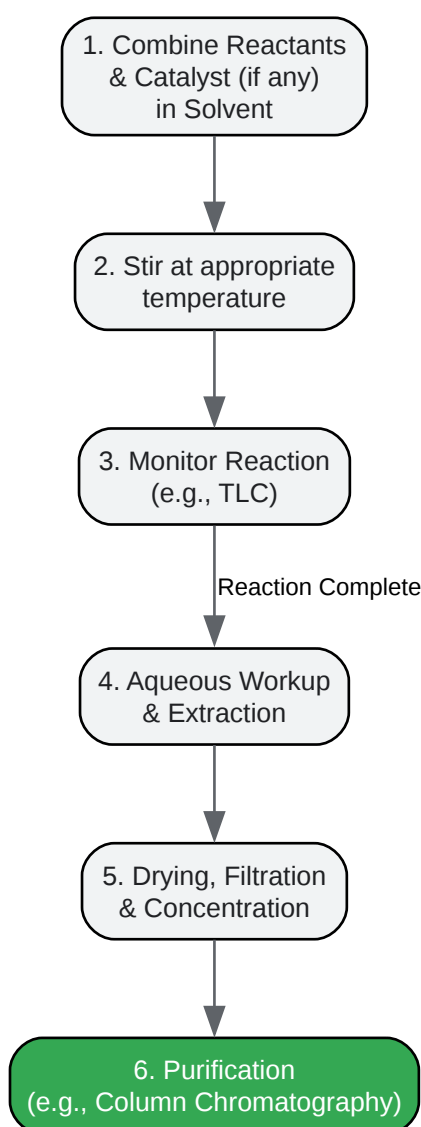 1. Combine Reactants
& Catalyst (if any)
in Solvent
2. Stir at appropriate
temperature
3. Monitor Reaction
(e.g., TLC)
Reaction Complete
4. Aqueous Workup
& Extraction
5. Drying, Filtration
& Concentration
6. Purification
(e.g., Column Chromatography)